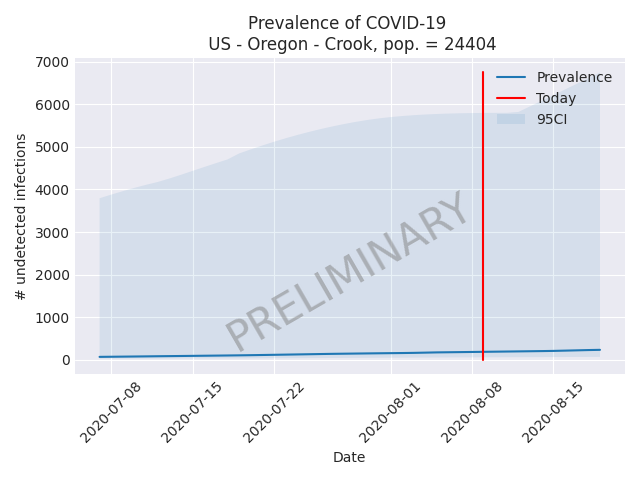 Prevalence of COVID-19
US - Oregon - Crook, pop. = 24404
7000
6000
5000
4000
3000
2000
1000
0
# undetected infections
Prevalence
Today
95CI
PRELIMINARY
2020-07-08
2020-07-15
2020-07-22
2020-08-01
2020-08-08
2020-08-15
Date